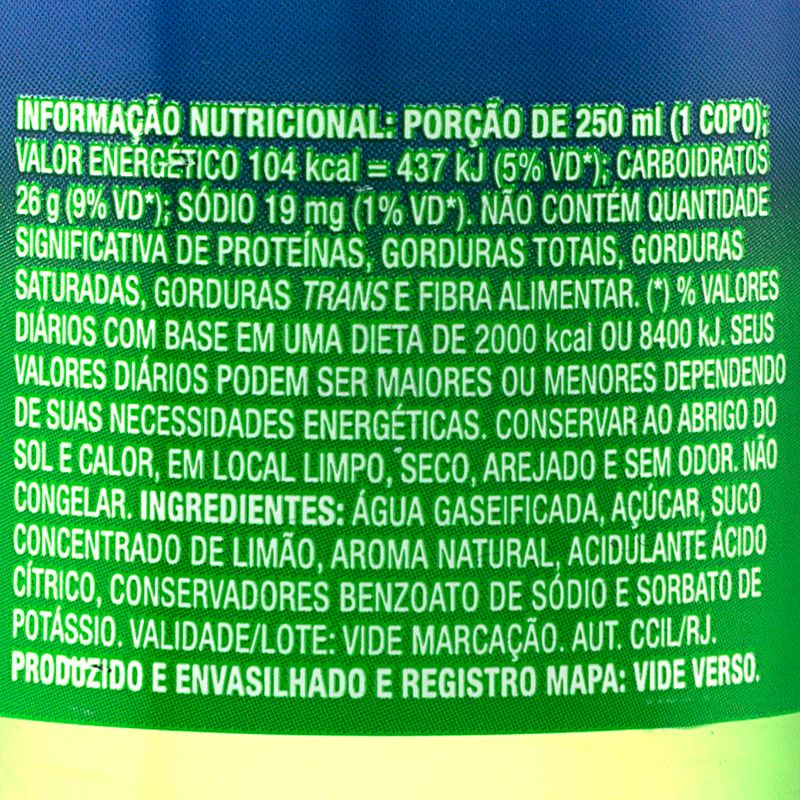 INFORMAÇÃO NUTRICIONAL: PORÇÃO DE 250 ml (1 COPO);
VALOR ENERGÉTICO 104 kcal = 437 kJ (5% VD*); CARBOIDRATOS
26 g (9% VD*); SÓDIO 19 mg (1% VD*). NÃO CONTÉM QUANTIDADE
SIGNIFICATIVA DE PROTEÍNAS, GORDURAS TOTAIS, GORDURAS
SATURADAS, GORDURAS TRANS E FIBRA ALIMENTAR. (*) % VALORES
DIÁRIOS COM BASE EM UMA DIETA DE 2000 kcal OU 8400 kJ. SEUS
VALORES DIÁRIOS PODEM SER MAIORES OU MENORES DEPENDENDO
DE SUAS NECESSIDADES ENERGÉTICAS. CONSERVAR AO ABRIGO DO
SOL E CALOR, EM LOCAL LIMPO, SECO, AREJADO E SEM ODOR. NÃO
CONGELAR. INGREDIENTES: ÁGUA GASEIFICADA, AÇÚCAR, SUCO
CONCENTRADO DE LIMÃO, AROMA NATURAL, ACIDULANTE ÁCIDO
CÍTRICO, CONSERVADORES BENZOATO DE SÓDIO E SORBATO DE
POTÁSSIO. VALIDADE/LOTE: VIDE MARCAÇÃO. AUT. CCIL/RJ.
PRODUZIDO E ENVASILHADO E REGISTRO MAPA: VIDE VERSO.